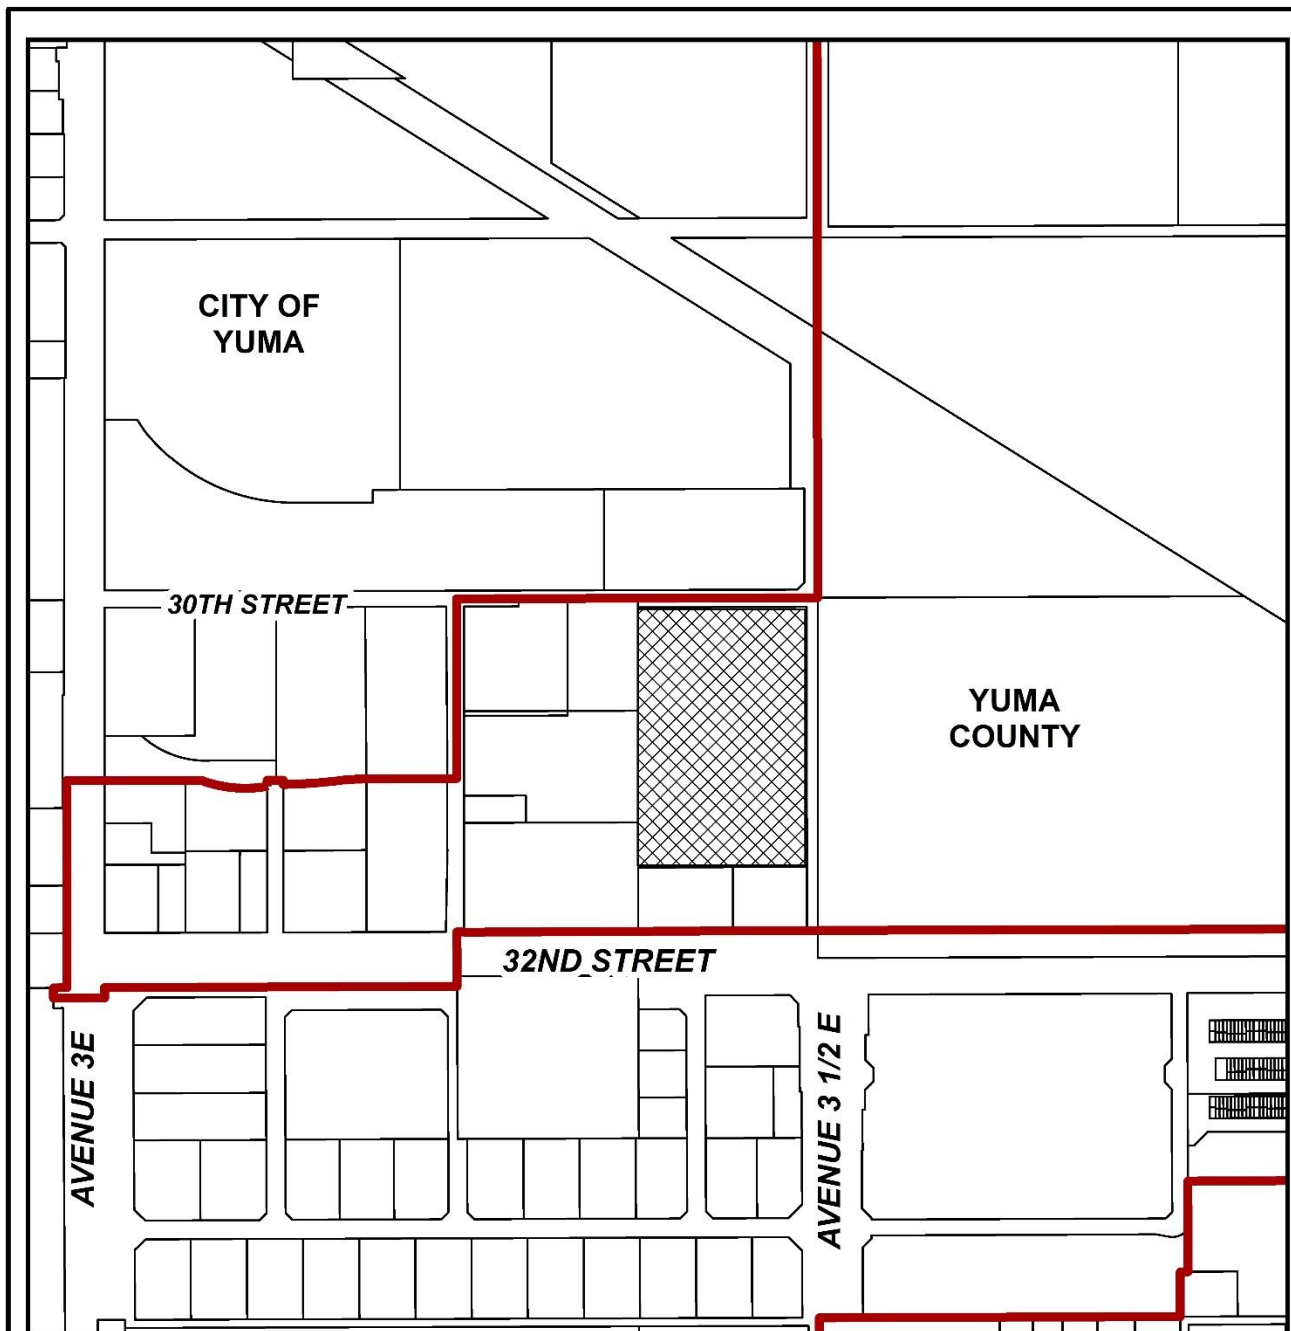 CITY OF
YUMA
30TH STREET
YUMA
COUNTY
32ND STREET
AVENUE 3E
AVENUE 3 1/2 E